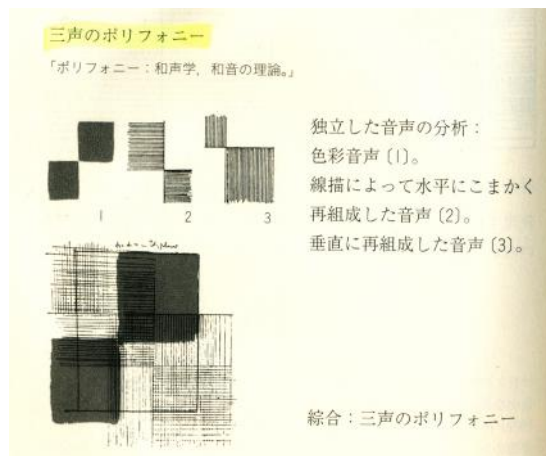 三声のポリフォニー
「ポリフォニー：和声学，和音の理論。」
独立した音声の分析：
色彩音声〔1〕。
線描によって水平にこまかく
再組成した音声〔2〕。
垂直に再組成した音声〔3〕。
1 2 3
綜合：三声のポリフォニー